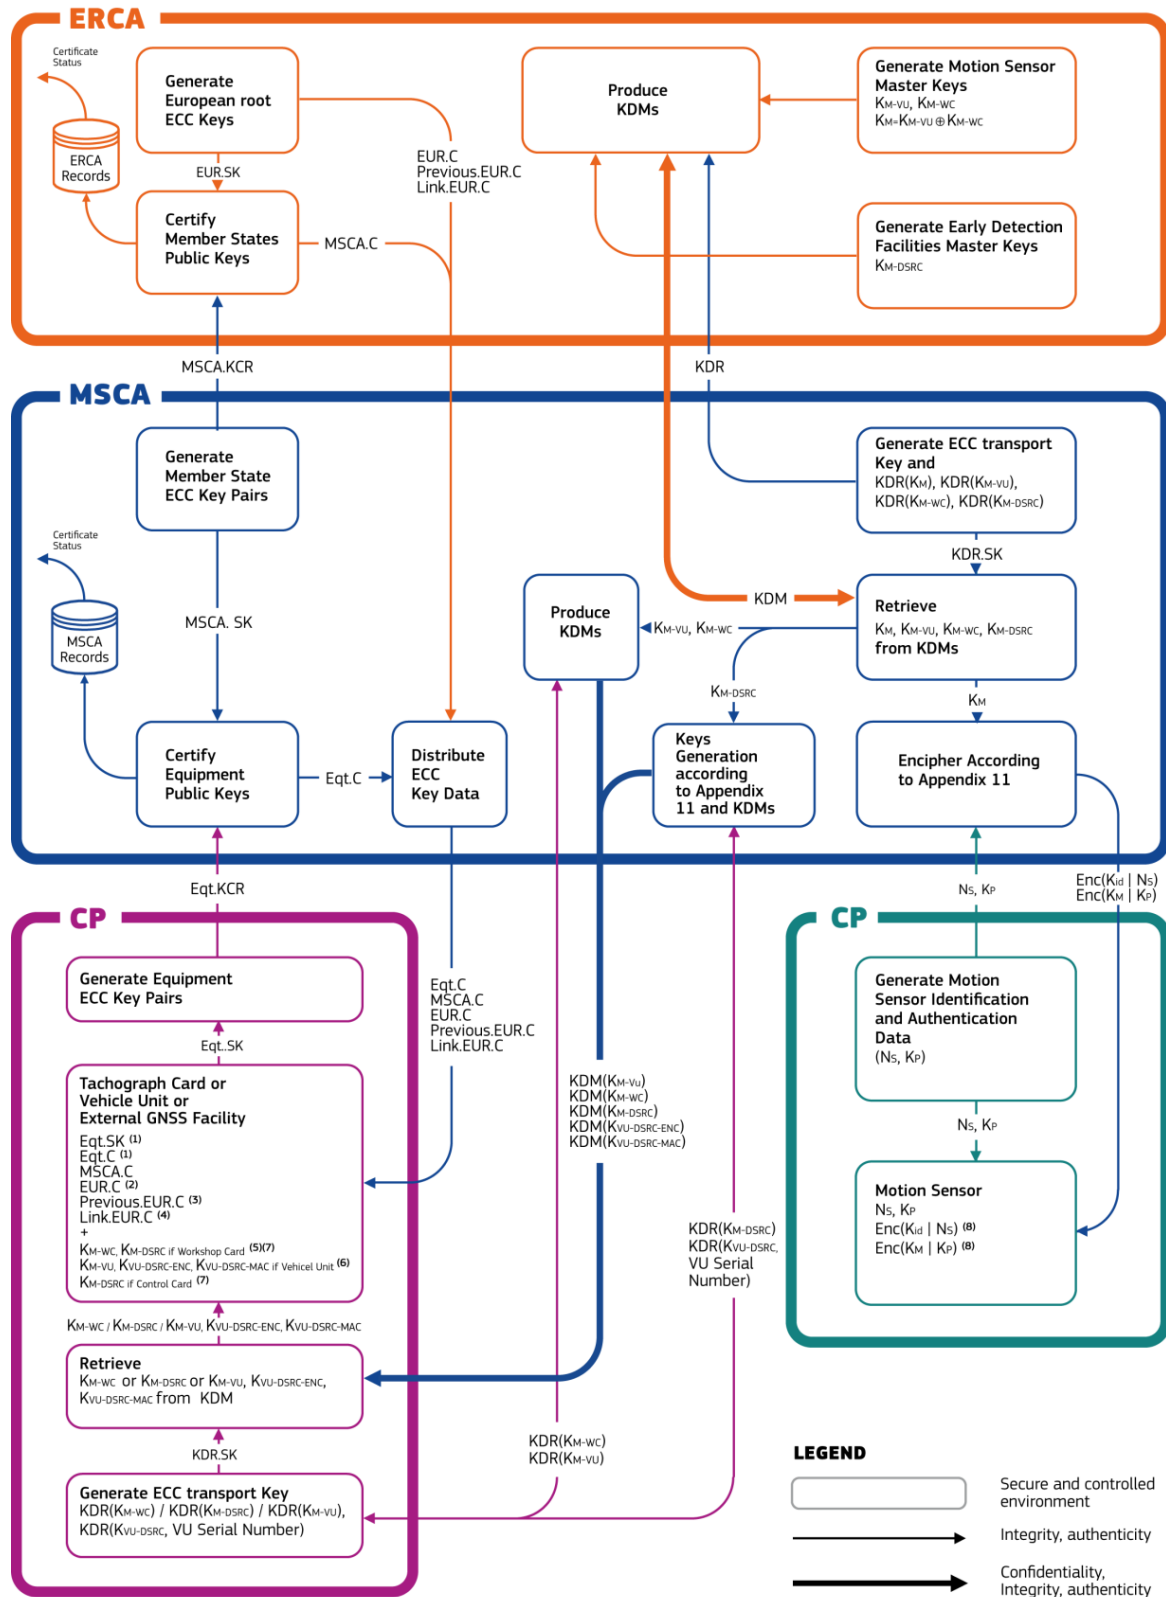 ERCA
Certificate
Status
ERCA
Records
Generate
European root
ECC Keys
EUR.SK
Certify
Member States
Public Keys
MSCA.C
EUR.C
Previous.EUR.C
Link.EUR.C
Produce
KDMs
Generate Motion Sensor
Master Keys
KM-VU, KM-WC
KM=KM-VU⊕KM-WC
Generate Early Detection
Facilities Master Keys
KM-DSRC
MSCA.KCR
KDR
MSCA
Generate
Member State
ECC Key Pairs
Certificate
Status
MSCA
Records
MSCA. SK
Generate ECC transport
Key and
KDR(KM), KDR(KM-VU),
KDR(KM-WC), KDR(KM-DSRC)
KDR.SK
KDM
Produce
KDMs
KM-VU, KM-WC
Retrieve
KM, KM-VU, KM-WC, KM-DSRC
from KDMs
KM-DSRC
KM
Certify
Equipment
Public Keys
Eqt.C
Distribute
ECC
Key Data
Keys
Generation
according
to Appendix
11 and KDMs
Encipher According
to Appendix 11
Eqt.KCR
NS, KP
Enc(Kid | NS)
Enc(KM | KP)
CP
Generate Equipment
ECC Key Pairs
Eqt.SK
Tachograph Card or
Vehicle Unit or
External GNSS Facility
Eqt.SK (1)
Eqt.C (1)
MSCA.C
EUR.C (2)
Previous.EUR.C (3)
Link.EUR.C (4)
+
KM-WC, KM-DSRC if Workshop Card (5)(7)
KM-VU, KVU-DSRC-ENC, KVU-DSRC-MAC if Vehicel Unit (6)
KM-DSRC if Control Card (7)
KM-WC / KM-DSRC / KM-VU, KVU-DSRC-ENC, KVU-DSRC-MAC
Retrieve
KM-WC or KM-DSRC or KM-VU, KVU-DSRC-ENC,
KVU-DSRC-MAC from KDM
KDR.SK
Generate ECC transport Key
KDR(KM-WC) / KDR(KM-DSRC) / KDR(KM-VU),
KDR(KVU-DSRC, VU Serial Number)
Eqt.C
MSCA.C
EUR.C
Previous.EUR.C
Link.EUR.C
KDM(KM-Vu)
KDM(KM-WC)
KDM(KM-DSRC)
KDM(KVU-DSRC-ENC)
KDM(KVU-DSRC-MAC)
KDR(KM-DSRC)
KDR(KVU-DSRC,
VU Serial
Number)
KDR(KM-WC)
KDR(KM-VU)
CP
Generate Motion
Sensor Identification
and Authentication
Data
(NS, KP)
NS, KP
Motion Sensor
NS, KP
Enc(Kid | NS) (8)
Enc(KM | KP) (8)
LEGEND
Secure and controlled
environment
Integrity, authenticity
Confidentiality,
Integrity, authenticity